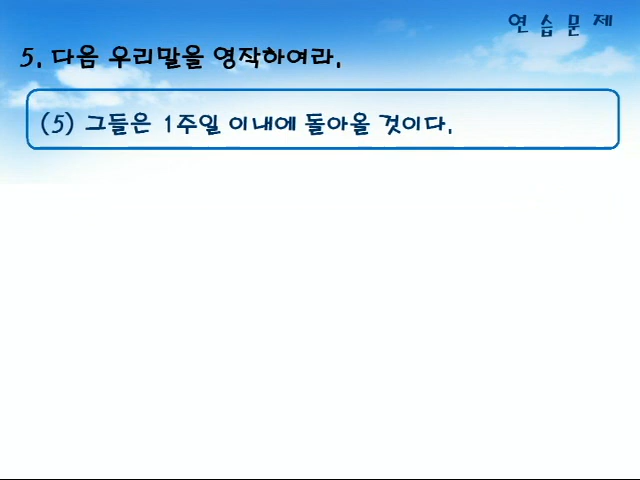 연 습 문 제
5. 다음 우리말을 영작하여라.
(5) 그들은 1주일 이내에 돌아올 것이다.